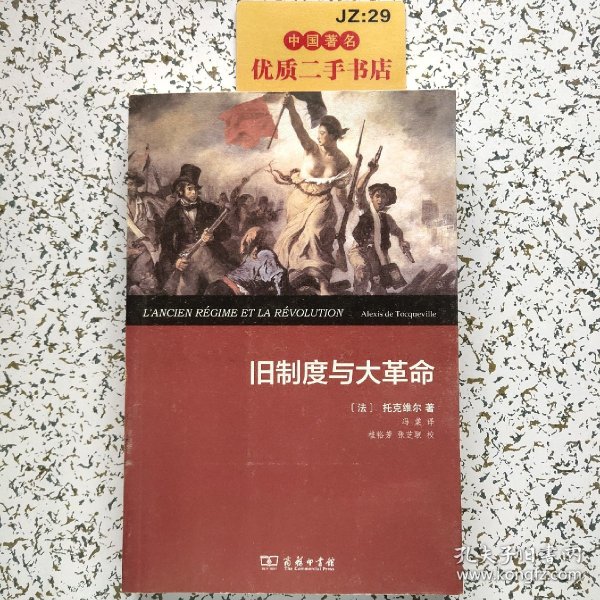 JZ:29
中国著名
优质二手书店
L'ANCIEN RÉGIME ET LA RÉVOLUTION Alexis de Tocqueville
旧制度与大革命
〔法〕 托克维尔 著
冯棠 译
桂裕芳 张芝联 校
商务印书馆
The Commercial Press
孔夫子旧书网
kongfz.com